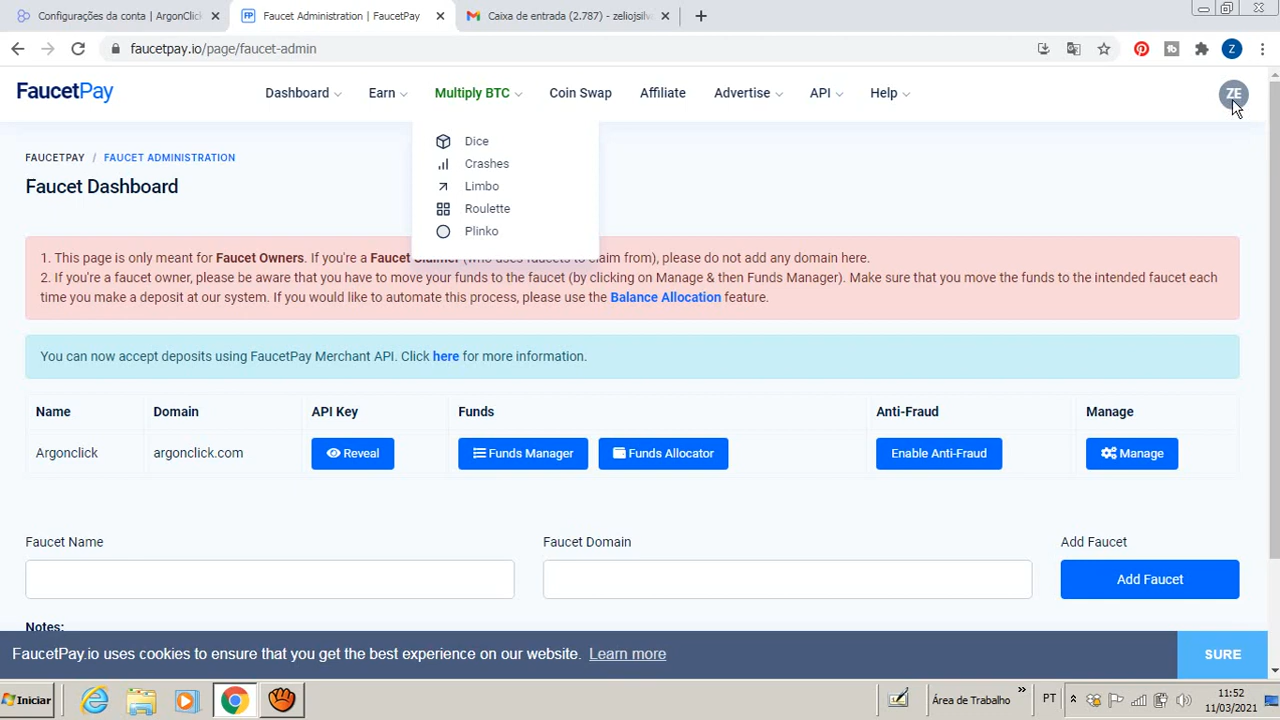 Configurações da conta | ArgonClic
Faucet Administration | FaucetPay
Caixa de entrada (2.787) - zeliojsilv
faucetpay.io/page/faucet-admin
Z
FaucetPay
Dashboard
Earn
Multiply BTC
Coin Swap
Affiliate
Advertise
API
Help
ZE
Dice
Crashes
Limbo
Roulette
Plinko
FAUCETPAY / FAUCET ADMINISTRATION
Faucet Dashboard
1. This page is only meant for Faucet Owners. If you're a Faucet Claimer (who uses faucets to claim from), please do not add any domain here.
2. If you're a faucet owner, please be aware that you have to move your funds to the faucet (by clicking on Manage & then Funds Manager). Make sure that you move the funds to the intended faucet each
time you make a deposit at our system. If you would like to automate this process, please use the Balance Allocation feature.
You can now accept deposits using FaucetPay Merchant API. Click here for more information.
Name Domain API Key Funds Anti-Fraud Manage
Argonclick argonclick.com Reveal Funds Manager Funds Allocator Enable Anti-Fraud Manage
Faucet Name Faucet Domain Add Faucet
Add Faucet
Notes:
FaucetPay.io uses cookies to ensure that you get the best experience on our website. Learn more
SURE
Iniciar
Área de Trabalho
PT
11:52
11/03/2021